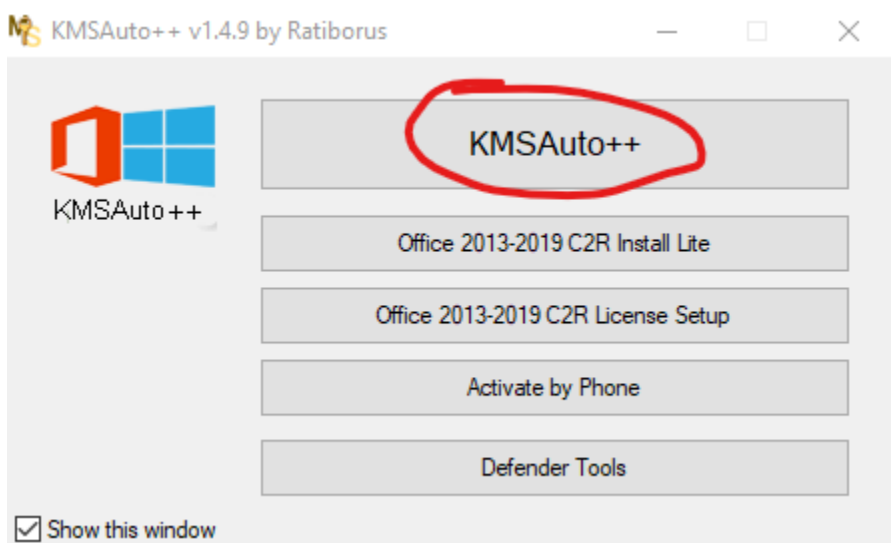 KMSAuto++ v1.4.9 by Ratiborus
KMSAuto++
KMSAuto++
Office 2013-2019 C2R Install Lite
Office 2013-2019 C2R License Setup
Activate by Phone
Defender Tools
Show this window